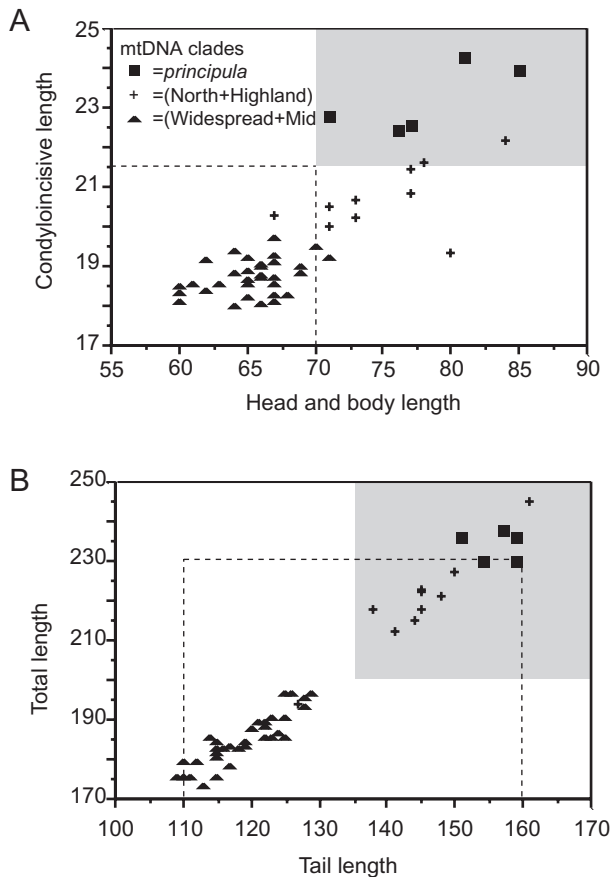 A
mtDNA clades
=principula
=(North+Highland)
=(Widespread+Mid
Condyloincisive length
25
23
21
19
17
55 60 65 70 75 80 85 90
Head and body length
B
Total length
250
230
210
190
170
100 110 120 130 140 150 160 170
Tail length